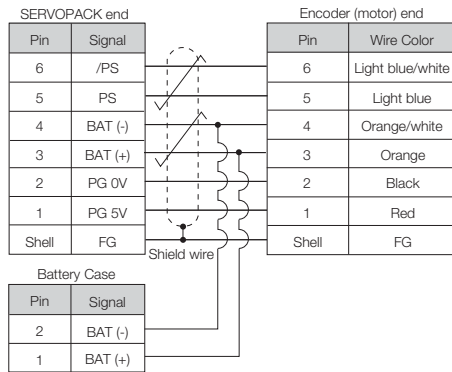 SERVOPACK end
Pin Signal
6 /PS
5 PS
4 BAT (-)
3 BAT (+)
2 PG 0V
1 PG 5V
Shell FG
Shield wire
Encoder (motor) end
Pin Wire Color
6 Light blue/white
5 Light blue
4 Orange/white
3 Orange
2 Black
1 Red
Shell FG
Battery Case
Pin Signal
2 BAT (-)
1 BAT (+)